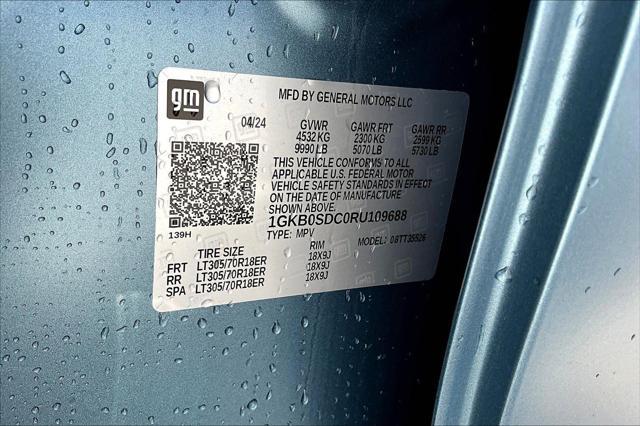 gm
MFD BY GENERAL MOTORS LLC
04/24 GVWR GAWR FRT GAWR RR
4532 KG 2300 KG 2599 KG
9990 LB 5070 LB 5730 LB
THIS VEHICLE CONFORMS TO ALL
APPLICABLE U.S. FEDERAL MOTOR
VEHICLE SAFETY STANDARDS IN EFFECT
ON THE DATE OF MANUFACTURE
SHOWN ABOVE.
1GKB0SDC0RU109688
139H TYPE: MPV MODEL: 08TT35526
TIRE SIZE RIM
FRT LT305/70R18ER 18X9J
RR LT305/70R18ER 18X9J
SPA LT305/70R18ER 18X9J